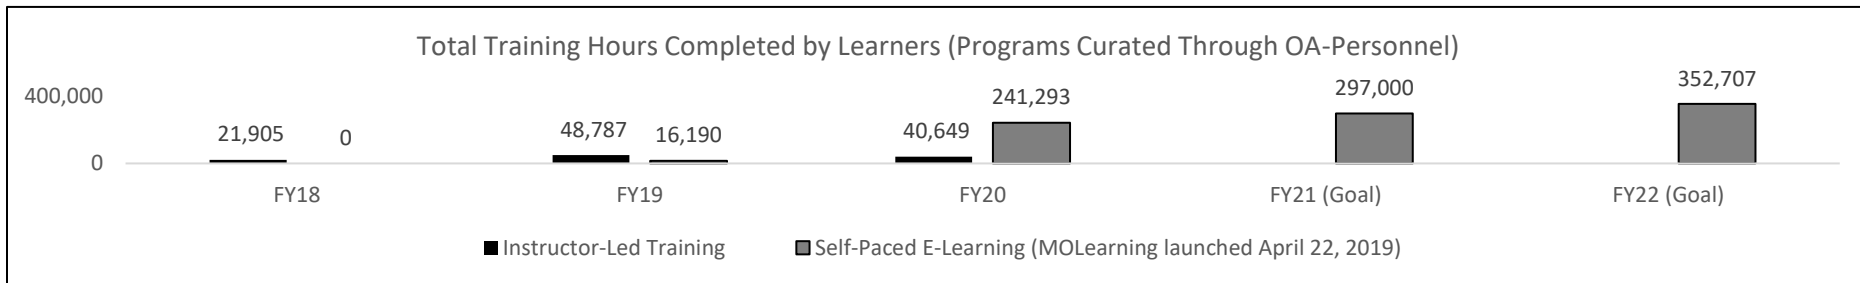 Total Training Hours Completed by Learners (Programs Curated Through OA-Personnel)
400,000
0
21,905
0
48,787
16,190
40,649
241,293
297,000
352,707
FY18
FY19
FY20
FY21 (Goal)
FY22 (Goal)
Instructor-Led Training
Self-Paced E-Learning (MOLearning launched April 22, 2019)